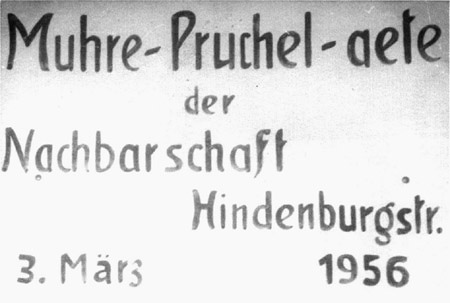 Muhre-Pruchel-aete
der
Nachbarschaft
Hindenburgstr.
3. März 1956